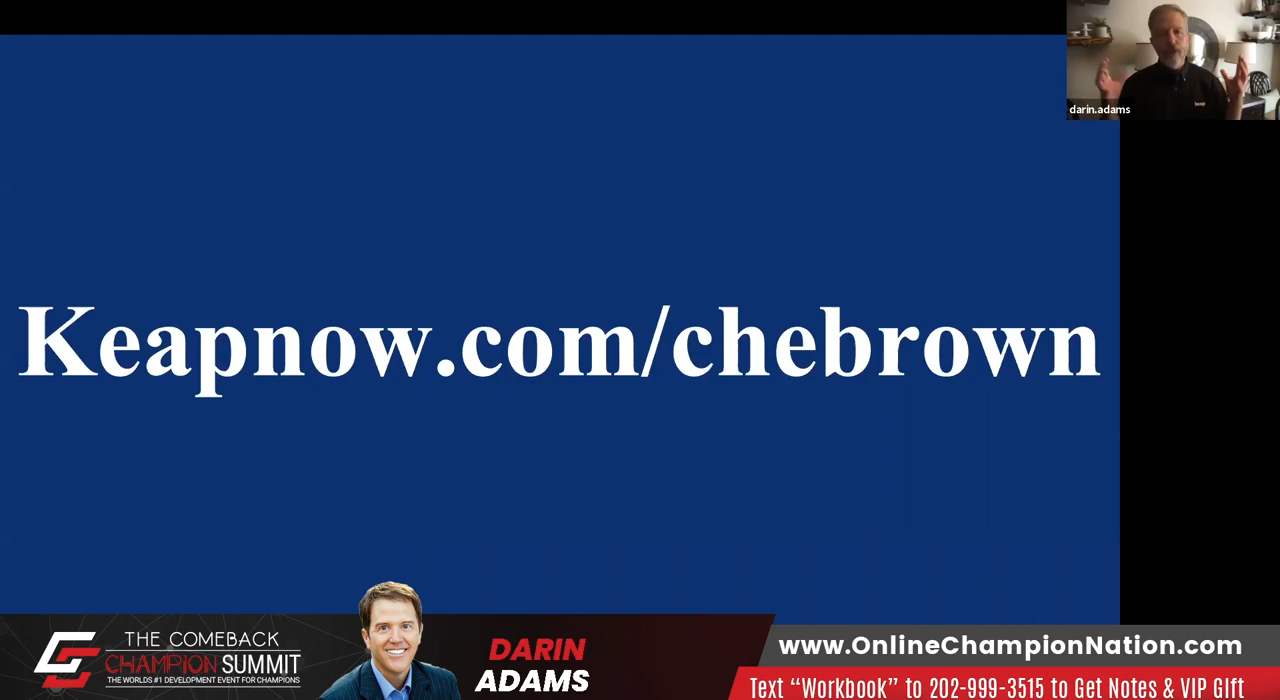 darin.adams
Keapnow.com/chebrown
THE COMEBACK
CHAMPION SUMMIT
THE WORLDS #1 DEVELOPMENT EVENT FOR CHAMPIONS
DARIN
ADAMS
www.OnlineChampionNation.com
Text “Workbook” to 202-999-3515 to Get Notes & VIP GIft